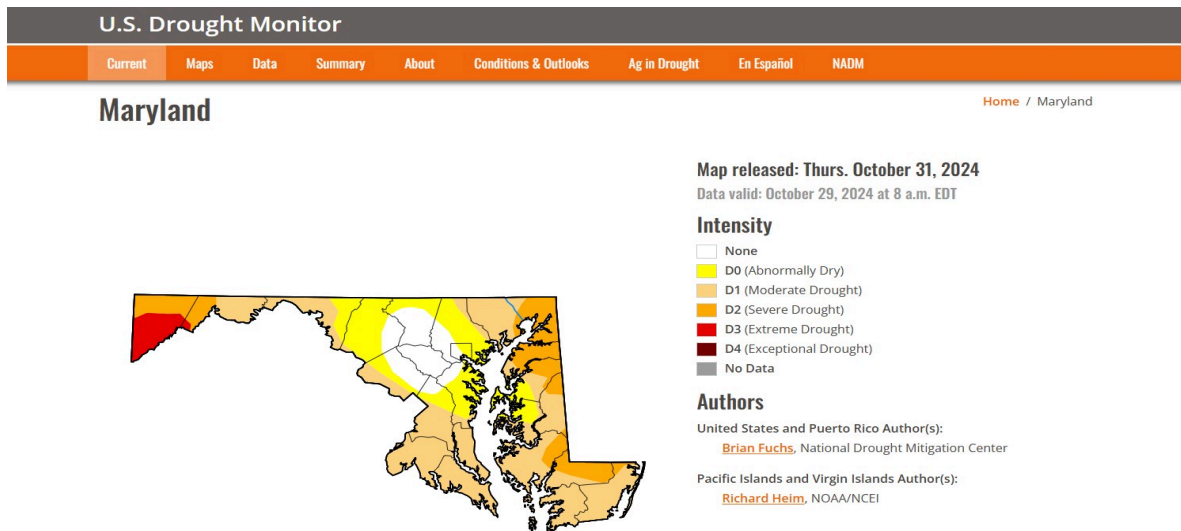 U.S. Drought Monitor
Current Maps Data Summary About Conditions & Outlooks Ag in Drought En Español NADM
Maryland
Home / Maryland
Map released: Thurs. October 31, 2024
Data valid: October 29, 2024 at 8 a.m. EDT
Intensity
None
D0 (Abnormally Dry)
D1 (Moderate Drought)
D2 (Severe Drought)
D3 (Extreme Drought)
D4 (Exceptional Drought)
No Data
Authors
United States and Puerto Rico Author(s):
Brian Fuchs, National Drought Mitigation Center
Pacific Islands and Virgin Islands Author(s):
Richard Heim, NOAA/NCEI